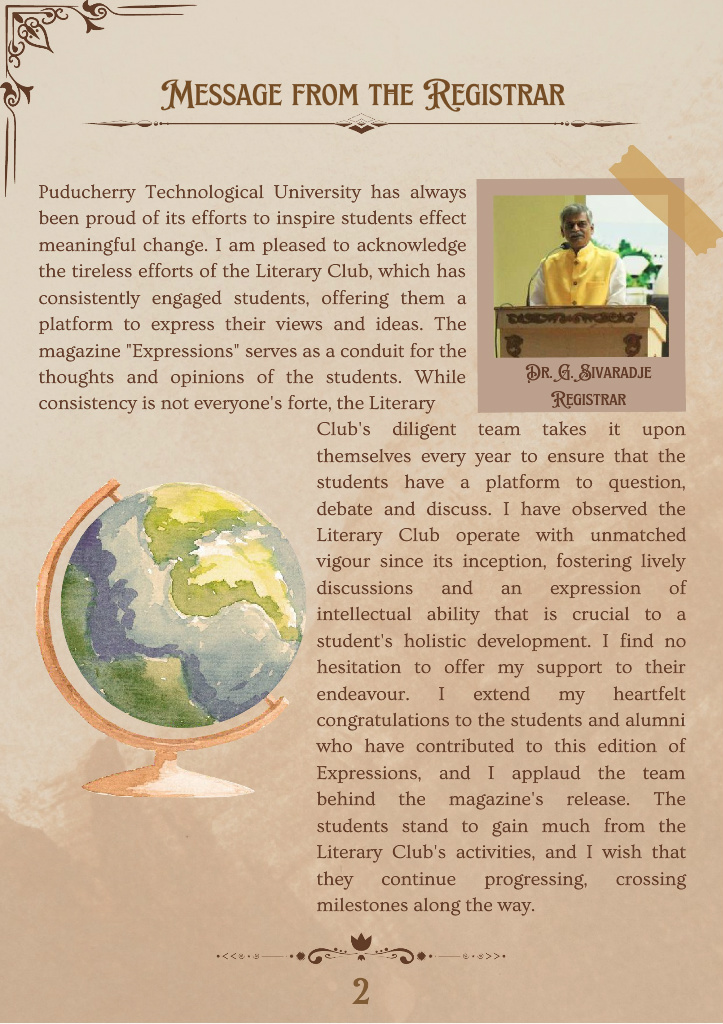 Message from the Registrar
Puducherry Technological University has always
been proud of its efforts to inspire students effect
meaningful change. I am pleased to acknowledge
the tireless efforts of the Literary Club, which has
consistently engaged students, offering them a
platform to express their views and ideas. The
magazine "Expressions" serves as a conduit for the
thoughts and opinions of the students. While
consistency is not everyone's forte, the Literary
Dr. G. Sivaradje
Registrar
Club's diligent team takes it upon
themselves every year to ensure that the
students have a platform to question,
debate and discuss. I have observed the
Literary Club operate with unmatched
vigour since its inception, fostering lively
discussions and an expression of
intellectual ability that is crucial to a
student's holistic development. I find no
hesitation to offer my support to their
endeavour. I extend my heartfelt
congratulations to the students and alumni
who have contributed to this edition of
Expressions, and I applaud the team
behind the magazine's release. The
students stand to gain much from the
Literary Club's activities, and I wish that
they continue progressing, crossing
milestones along the way.
2